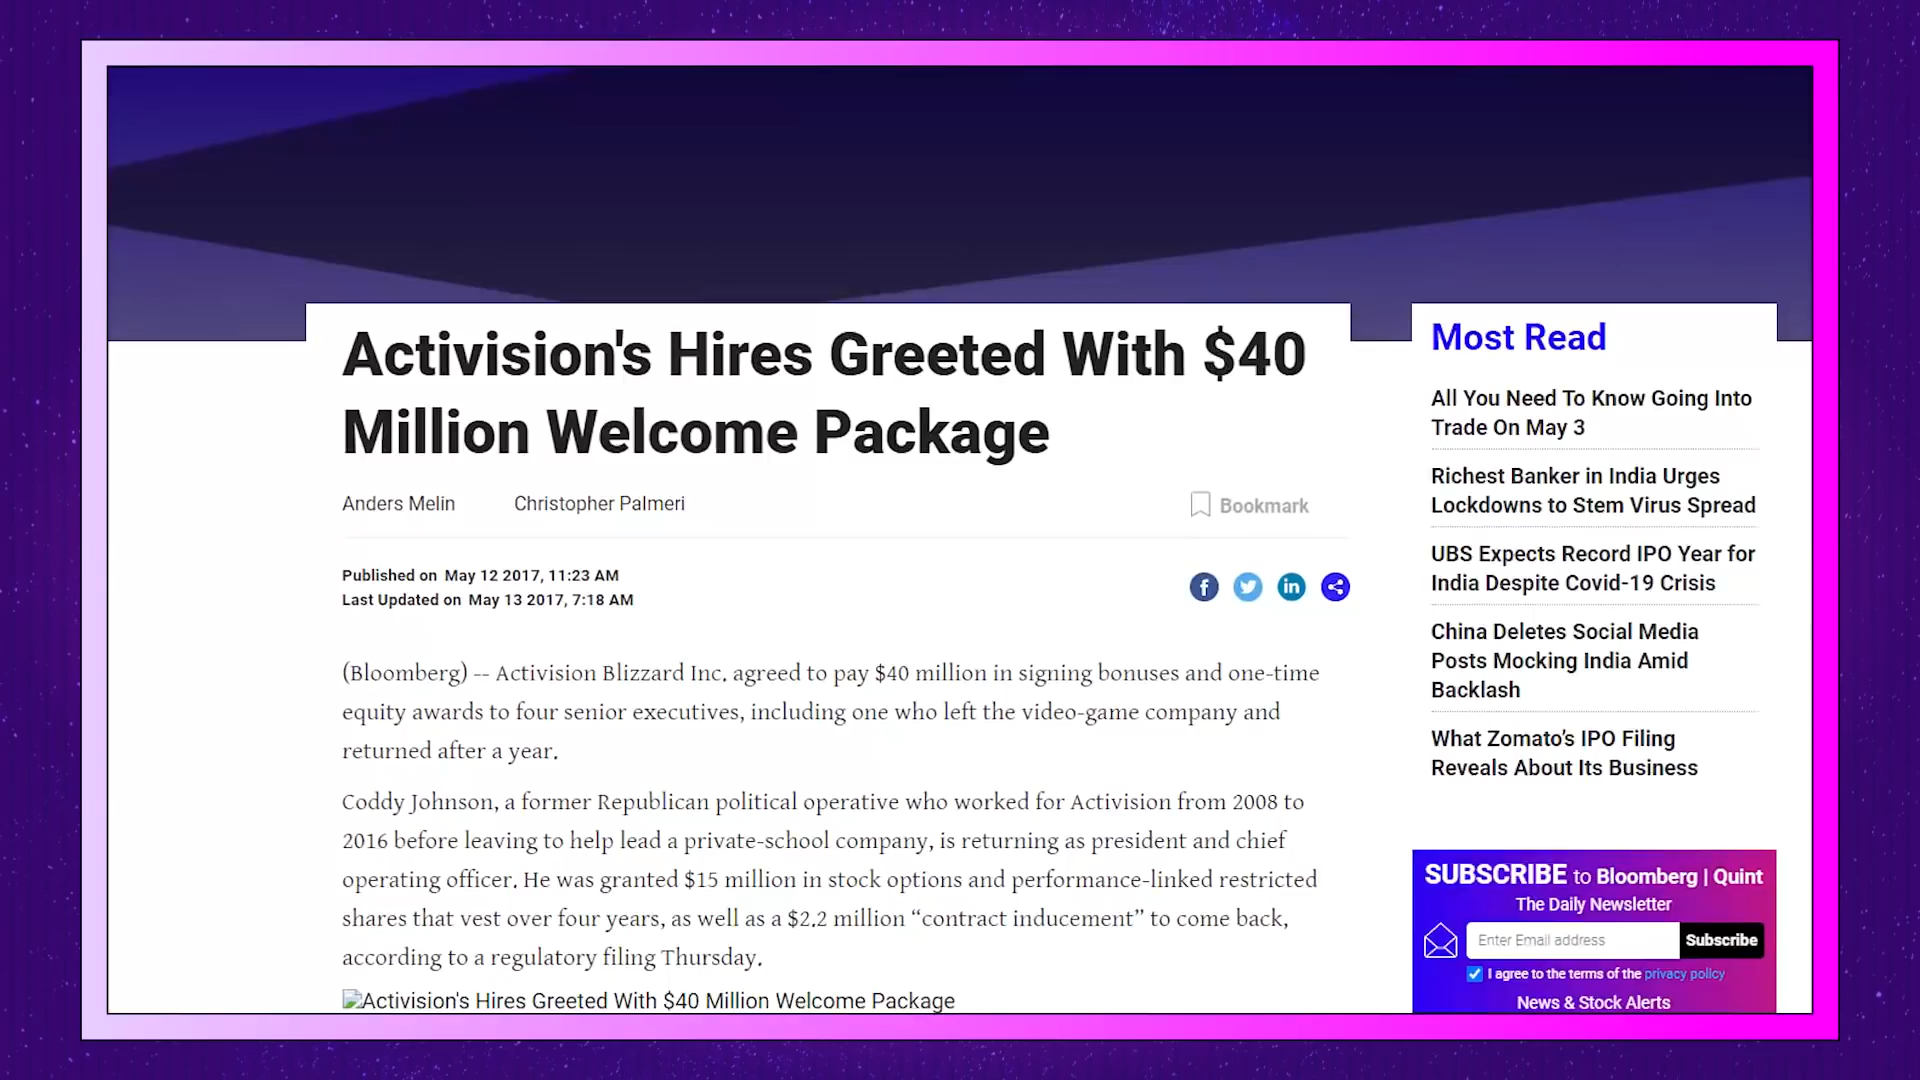 Activision's Hires Greeted With $40
Million Welcome Package
Anders Melin Christopher Palmeri
Bookmark
Published on May 12 2017, 11:23 AM
Last Updated on May 13 2017, 7:18 AM
(Bloomberg) -- Activision Blizzard Inc. agreed to pay $40 million in signing bonuses and one-time
equity awards to four senior executives, including one who left the video-game company and
returned after a year.
Coddy Johnson, a former Republican political operative who worked for Activision from 2008 to
2016 before leaving to help lead a private-school company, is returning as president and chief
operating officer. He was granted $15 million in stock options and performance-linked restricted
shares that vest over four years, as well as a $2.2 million “contract inducement” to come back,
according to a regulatory filing Thursday.
Activision's Hires Greeted With $40 Million Welcome Package
Most Read
All You Need To Know Going Into
Trade On May 3
Richest Banker in India Urges
Lockdowns to Stem Virus Spread
UBS Expects Record IPO Year for
India Despite Covid-19 Crisis
China Deletes Social Media
Posts Mocking India Amid
Backlash
What Zomato’s IPO Filing
Reveals About Its Business
SUBSCRIBE to Bloomberg | Quint
The Daily Newsletter
Enter Email address
Subscribe
I agree to the terms of the privacy policy
News & Stock Alerts